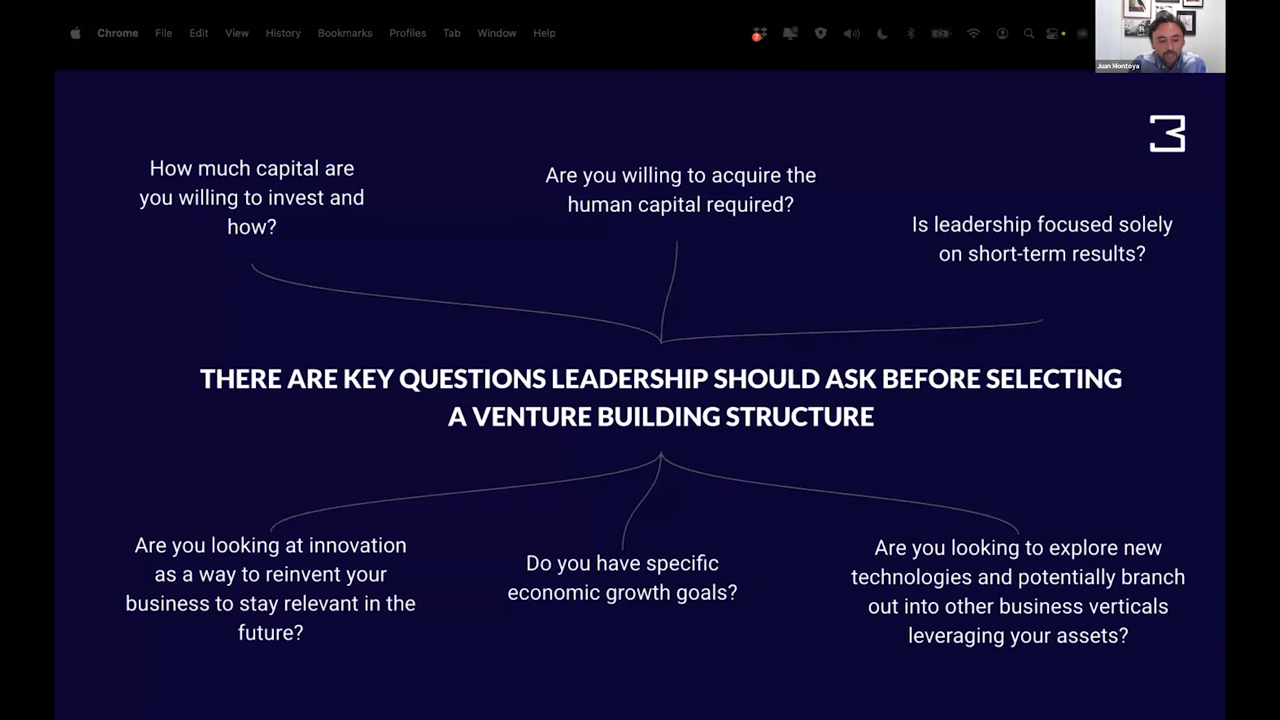 Chrome File Edit View History Bookmarks Profiles Tab Window Help
Juan Montoya
3
How much capital are
you willing to invest and
how?
Are you willing to acquire the
human capital required?
Is leadership focused solely
on short-term results?
THERE ARE KEY QUESTIONS LEADERSHIP SHOULD ASK BEFORE SELECTING
A VENTURE BUILDING STRUCTURE
Are you looking at innovation
as a way to reinvent your
business to stay relevant in the
future?
Do you have specific
economic growth goals?
Are you looking to explore new
technologies and potentially branch
out into other business verticals
leveraging your assets?